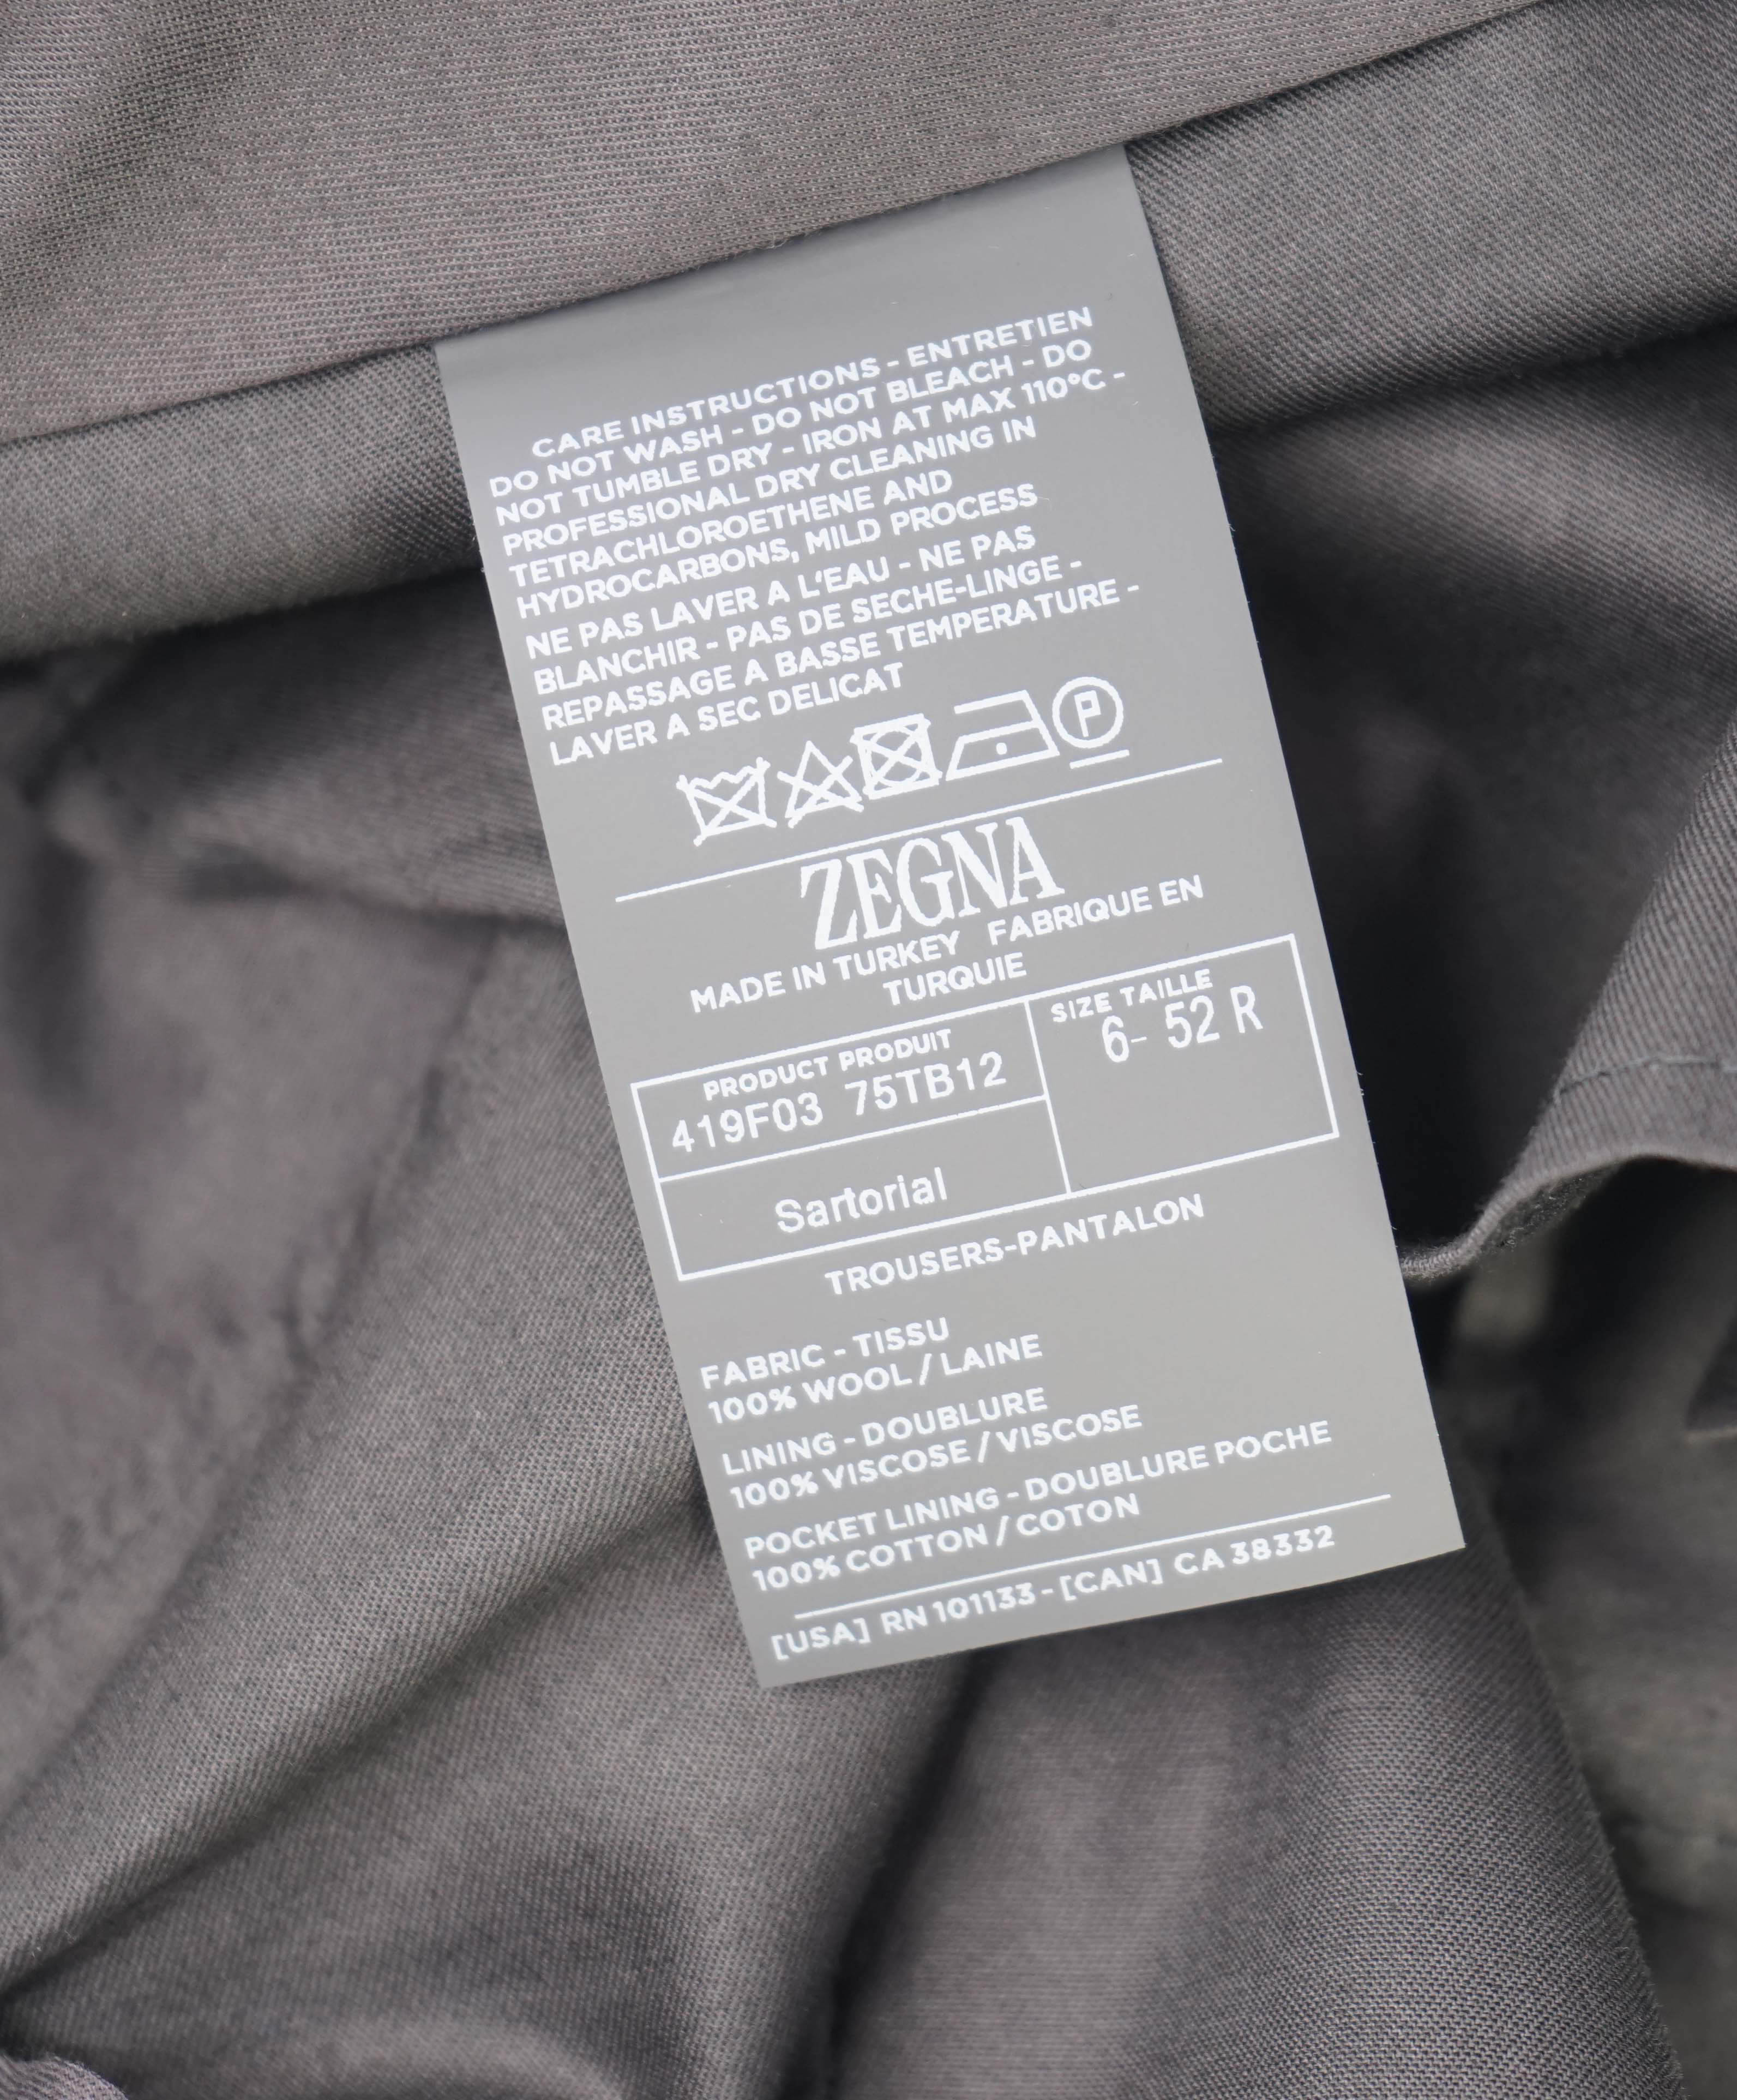 CARE INSTRUCTIONS - ENTRETIEN
DO NOT WASH - DO NOT BLEACH - DO
NOT TUMBLE DRY - IRON AT MAX 110°C -
PROFESSIONAL DRY CLEANING IN
TETRACHLOROETHENE AND
HYDROCARBONS, MILD PROCESS
NE PAS LAVER A L'EAU - NE PAS
BLANCHIR - PAS DE SECHE-LINGE -
REPASSAGE A BASSE TEMPERATURE -
LAVER A SEC DELICAT
P
ZEGNA
MADE IN TURKEY FABRIQUE EN
TURQUIE
PRODUCT PRODUIT
419F03 75TB12
SIZE TAILLE
6- 52 R
Sartorial
TROUSERS-PANTALON
FABRIC - TISSU
100% WOOL / LAINE
LINING - DOUBLURE
100% VISCOSE / VISCOSE
POCKET LINING - DOUBLURE POCHE
100% COTTON / COTON
[USA] RN 101133 - [CAN] CA 38332